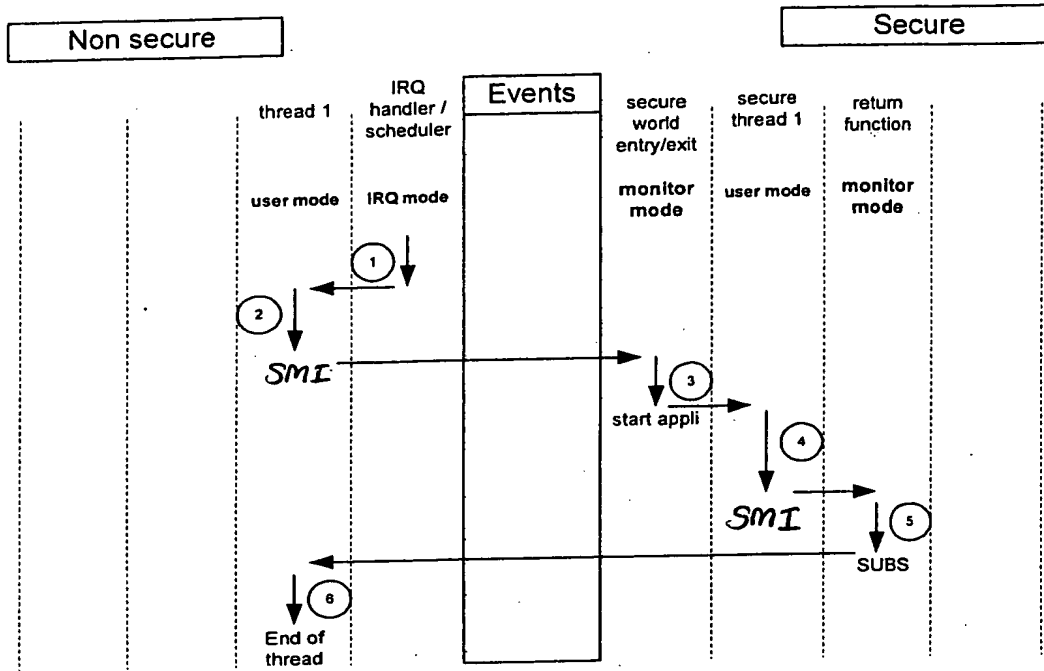 Non secure
Secure
thread 1
IRQ
handler /
scheduler
Events
secure
world
entry/exit
secure
thread 1
return
function
user mode
IRQ mode
monitor
mode
user mode
monitor
mode
1
2
SMI
3
start appli
4
SMI
5
SUBS
6
End of
thread